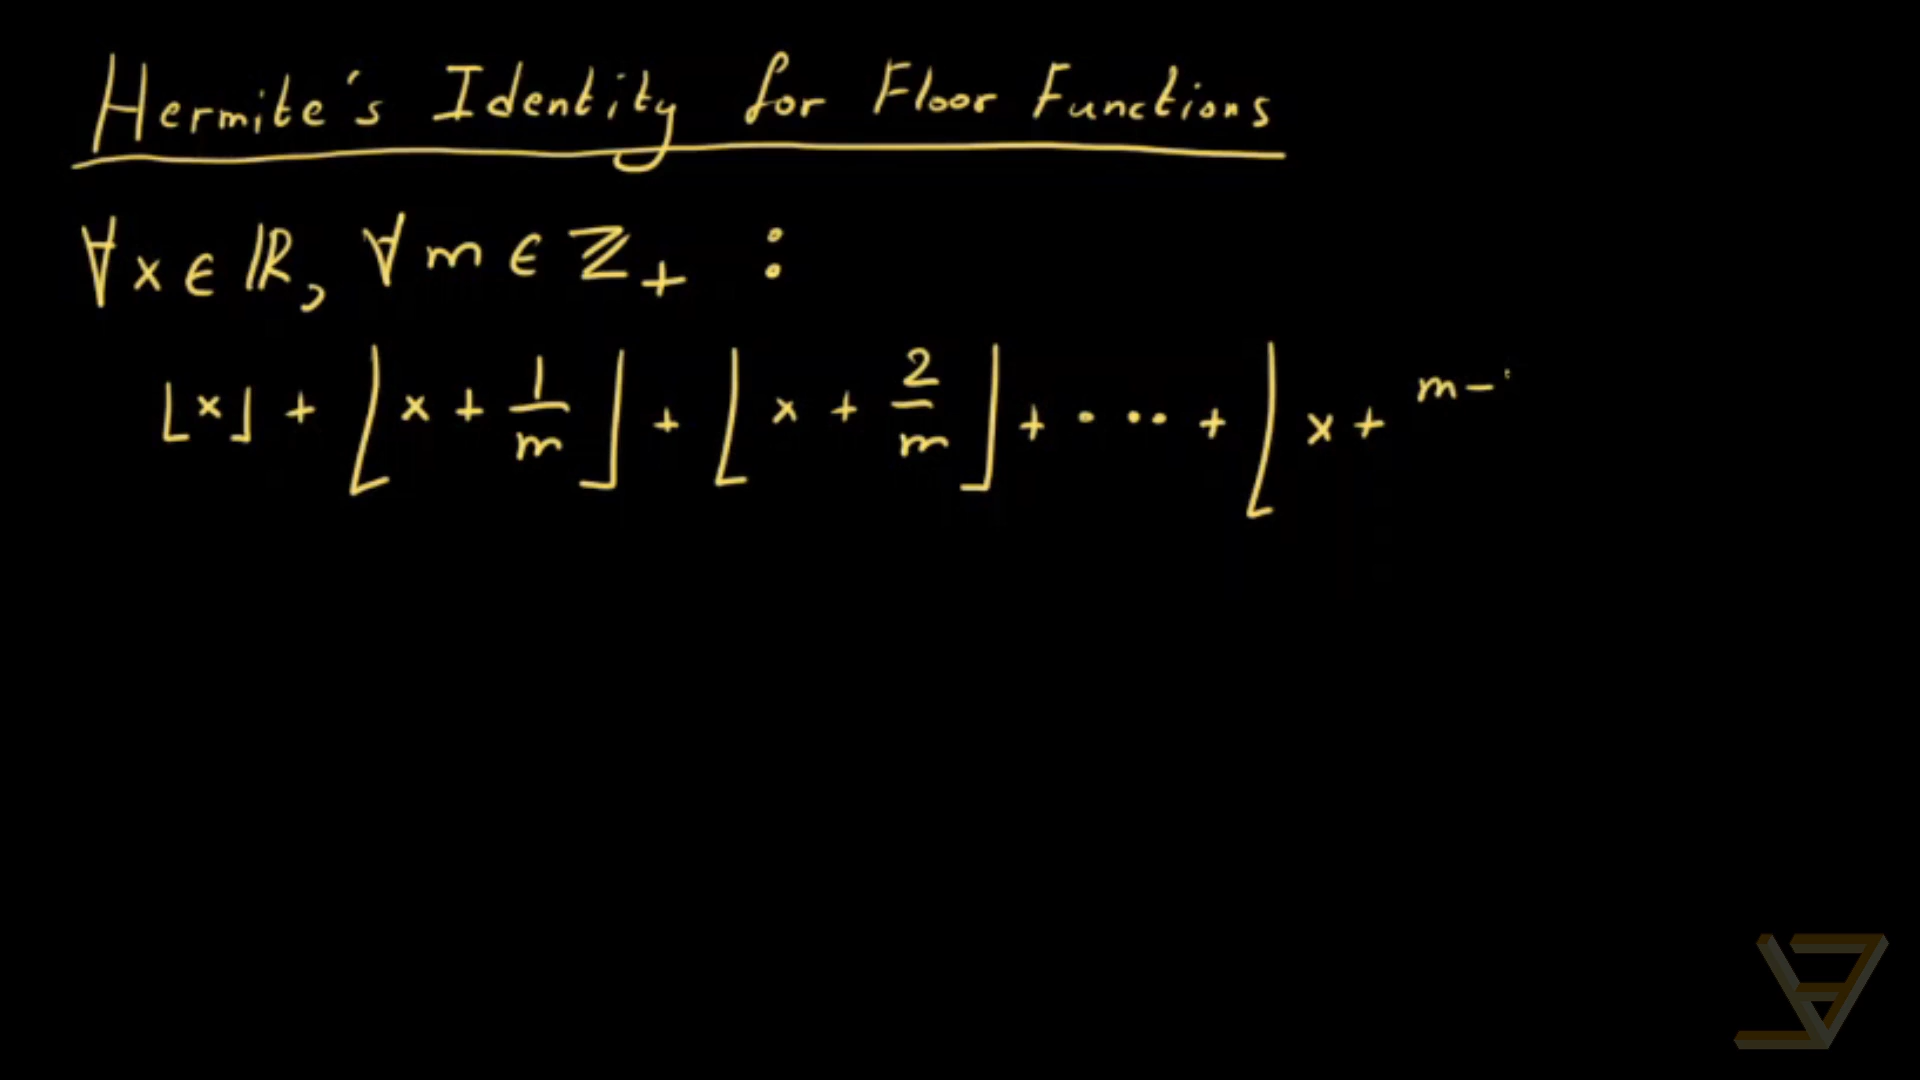 Hermite's Identity for Floor Functions
∀x∈ℝ, ∀m∈ℤ₊ :
⌊x⌋ + ⌊x + 1/m⌋ + ⌊x + 2/m⌋ + ··· + ⌊x + m-